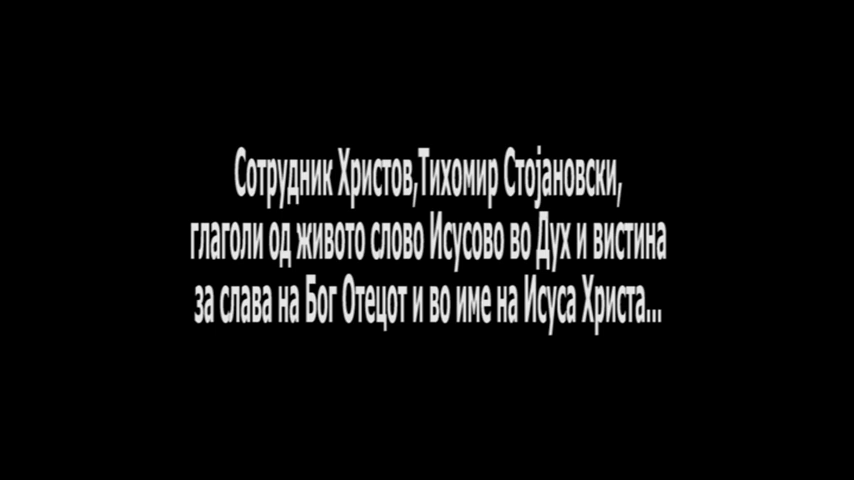 Сотрудник Христов,Тихомир Стојановски,
глаголи од живото слово Исусово во Дух и вистина
за слава на Бог Отецот и во име на Исуса Христа...